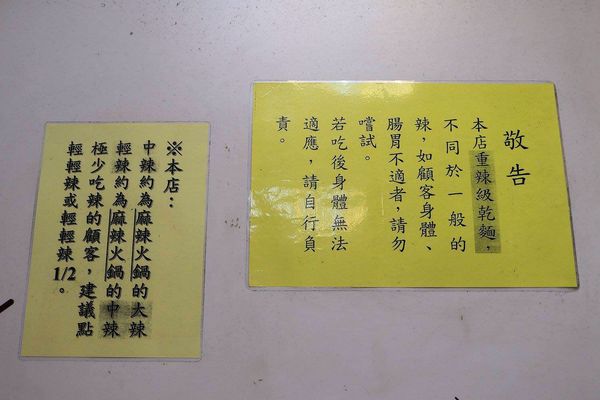 敬告
本店重辣級乾麵，
不同於一般的
辣，如顧客身體、
腸胃不適者，請勿
嚐試。
若吃後身體無法
適應，請自行負
責。
※本店：
中辣約為麻辣火鍋的大辣
輕辣約為麻辣火鍋的中辣
極少吃辣的顧客，建議點
輕輕辣或輕輕辣1/2。